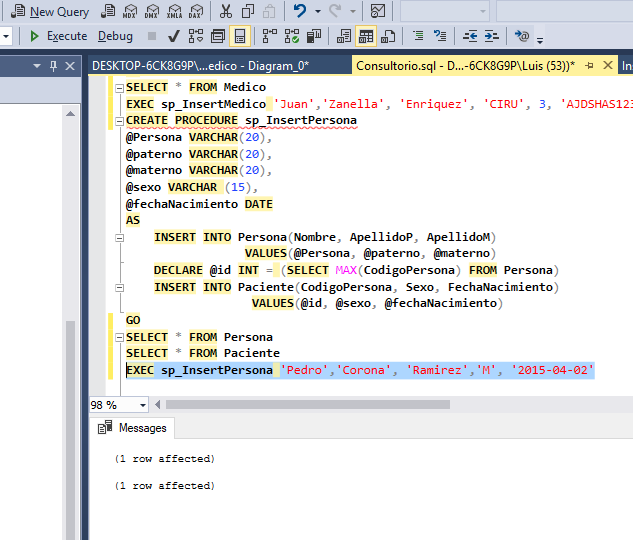 New Query MDX DMX XMLA DAX
Execute Debug
DESKTOP-6CK8G9P\...edico - Diagram_0* Consultorio.sql - D...-6CK8G9P\Luis (53))*
SELECT * FROM Medico
EXEC sp_InsertMedico 'Juan','Zanella', 'Enriquez', 'CIRU', 3, 'AJDSHAS123
CREATE PROCEDURE sp_InsertPersona
@Persona VARCHAR(20),
@paterno VARCHAR(20),
@materno VARCHAR(20),
@sexo VARCHAR (15),
@fechaNacimiento DATE
AS
INSERT INTO Persona(Nombre, ApellidoP, ApellidoM)
VALUES(@Persona, @paterno, @materno)
DECLARE @id INT = (SELECT MAX(CodigoPersona) FROM Persona)
INSERT INTO Paciente(CodigoPersona, Sexo, FechaNacimiento)
VALUES(@id, @sexo, @fechaNacimiento)
GO
SELECT * FROM Persona
SELECT * FROM Paciente
EXEC sp_InsertPersona 'Pedro','Corona', 'Ramirez','M', '2015-04-02'
98 %
Messages
(1 row affected)
(1 row affected)